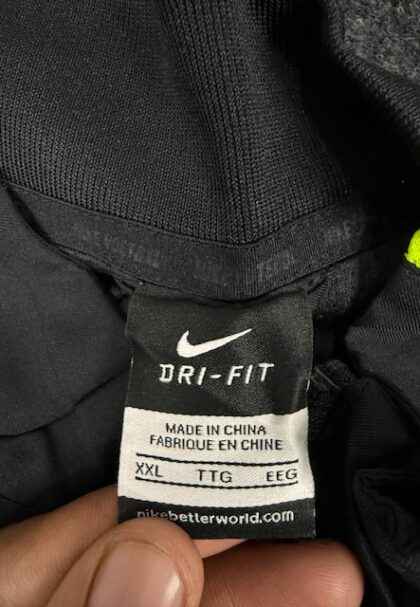 DRI-FIT
MADE IN CHINA
FABRIQUE EN CHINE
XXL TTG EEG
nikebetterworld.com